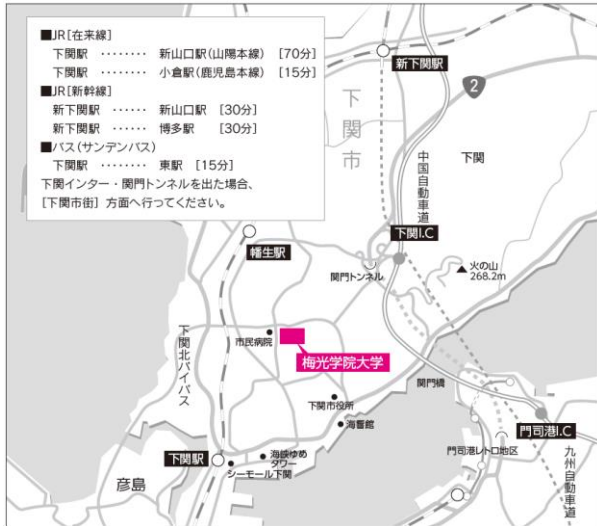 ■JR[在来線]
下関駅 ‥‥‥‥ 新山口駅(山陽本線) [70分]
下関駅 ‥‥‥‥ 小倉駅(鹿児島本線) [15分]
■JR[新幹線]
新下関駅 ‥‥‥ 新山口駅 [30分]
新下関駅 ‥‥‥ 博多駅 [30分]
■バス(サンデンバス)
下関駅 ‥‥‥‥ 東駅 [15分]
下関インター・関門トンネルを出た場合、
[下関市街] 方面へ行ってください。
新下関駅
2
下関市
中国自動車道
下関
下関I.C
幡生駅
関門トンネル
火の山
268.2m
下関北バイパス
市民病院
梅光学院大学
関門橋
下関市役所
海響館
門司港I.C
門司港レトロ地区
九州自動車道
下関駅
海峡ゆめ
タワー
シーモール下関
彦島